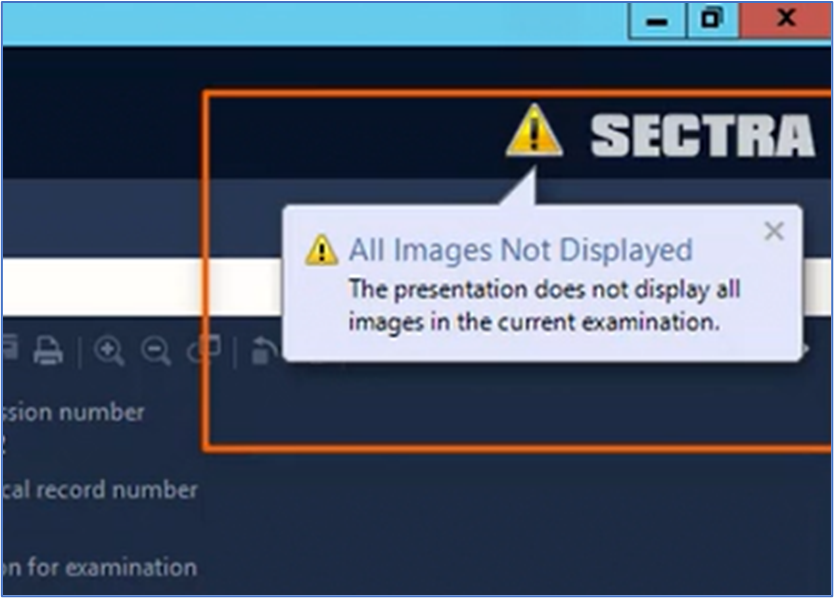 SECTRA
All Images Not Displayed
The presentation does not display all
images in the current examination.
ssion number
2
cal record number
on for examination